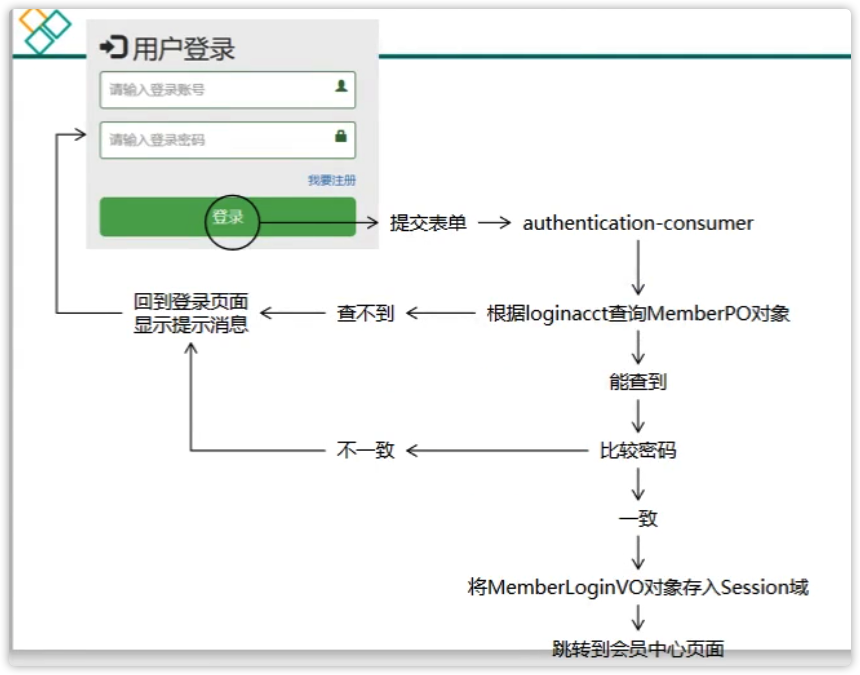 用户登录
请输入登录账号
请输入登录密码
我要注册
登录
提交表单
authentication-consumer
回到登录页面
显示提示消息
查不到
根据loginacct查询MemberPO对象
能查到
不一致
比较密码
一致
将MemberLoginVO对象存入Session域
跳转到会员中心页面